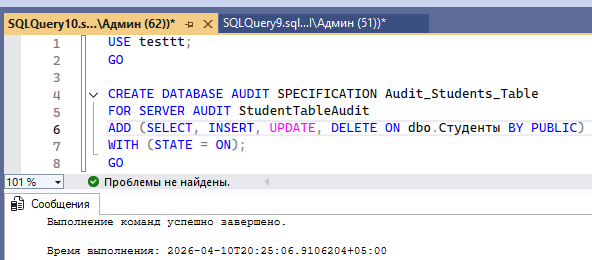 SQLQuery10.s...\Админ (62))*
SQLQuery9.sql...l\Админ (51))*
1 USE testtt;
2 GO
3
4 CREATE DATABASE AUDIT SPECIFICATION Audit_Students_Table
5 FOR SERVER AUDIT StudentTableAudit
6 ADD (SELECT, INSERT, UPDATE, DELETE ON dbo.Студенты BY PUBLIC)
7 WITH (STATE = ON);
8 GO
101 %
Проблемы не найдены.
Сообщения
Выполнение команд успешно завершено.
Время выполнения: 2026-04-10T20:25:06.9106204+05:00